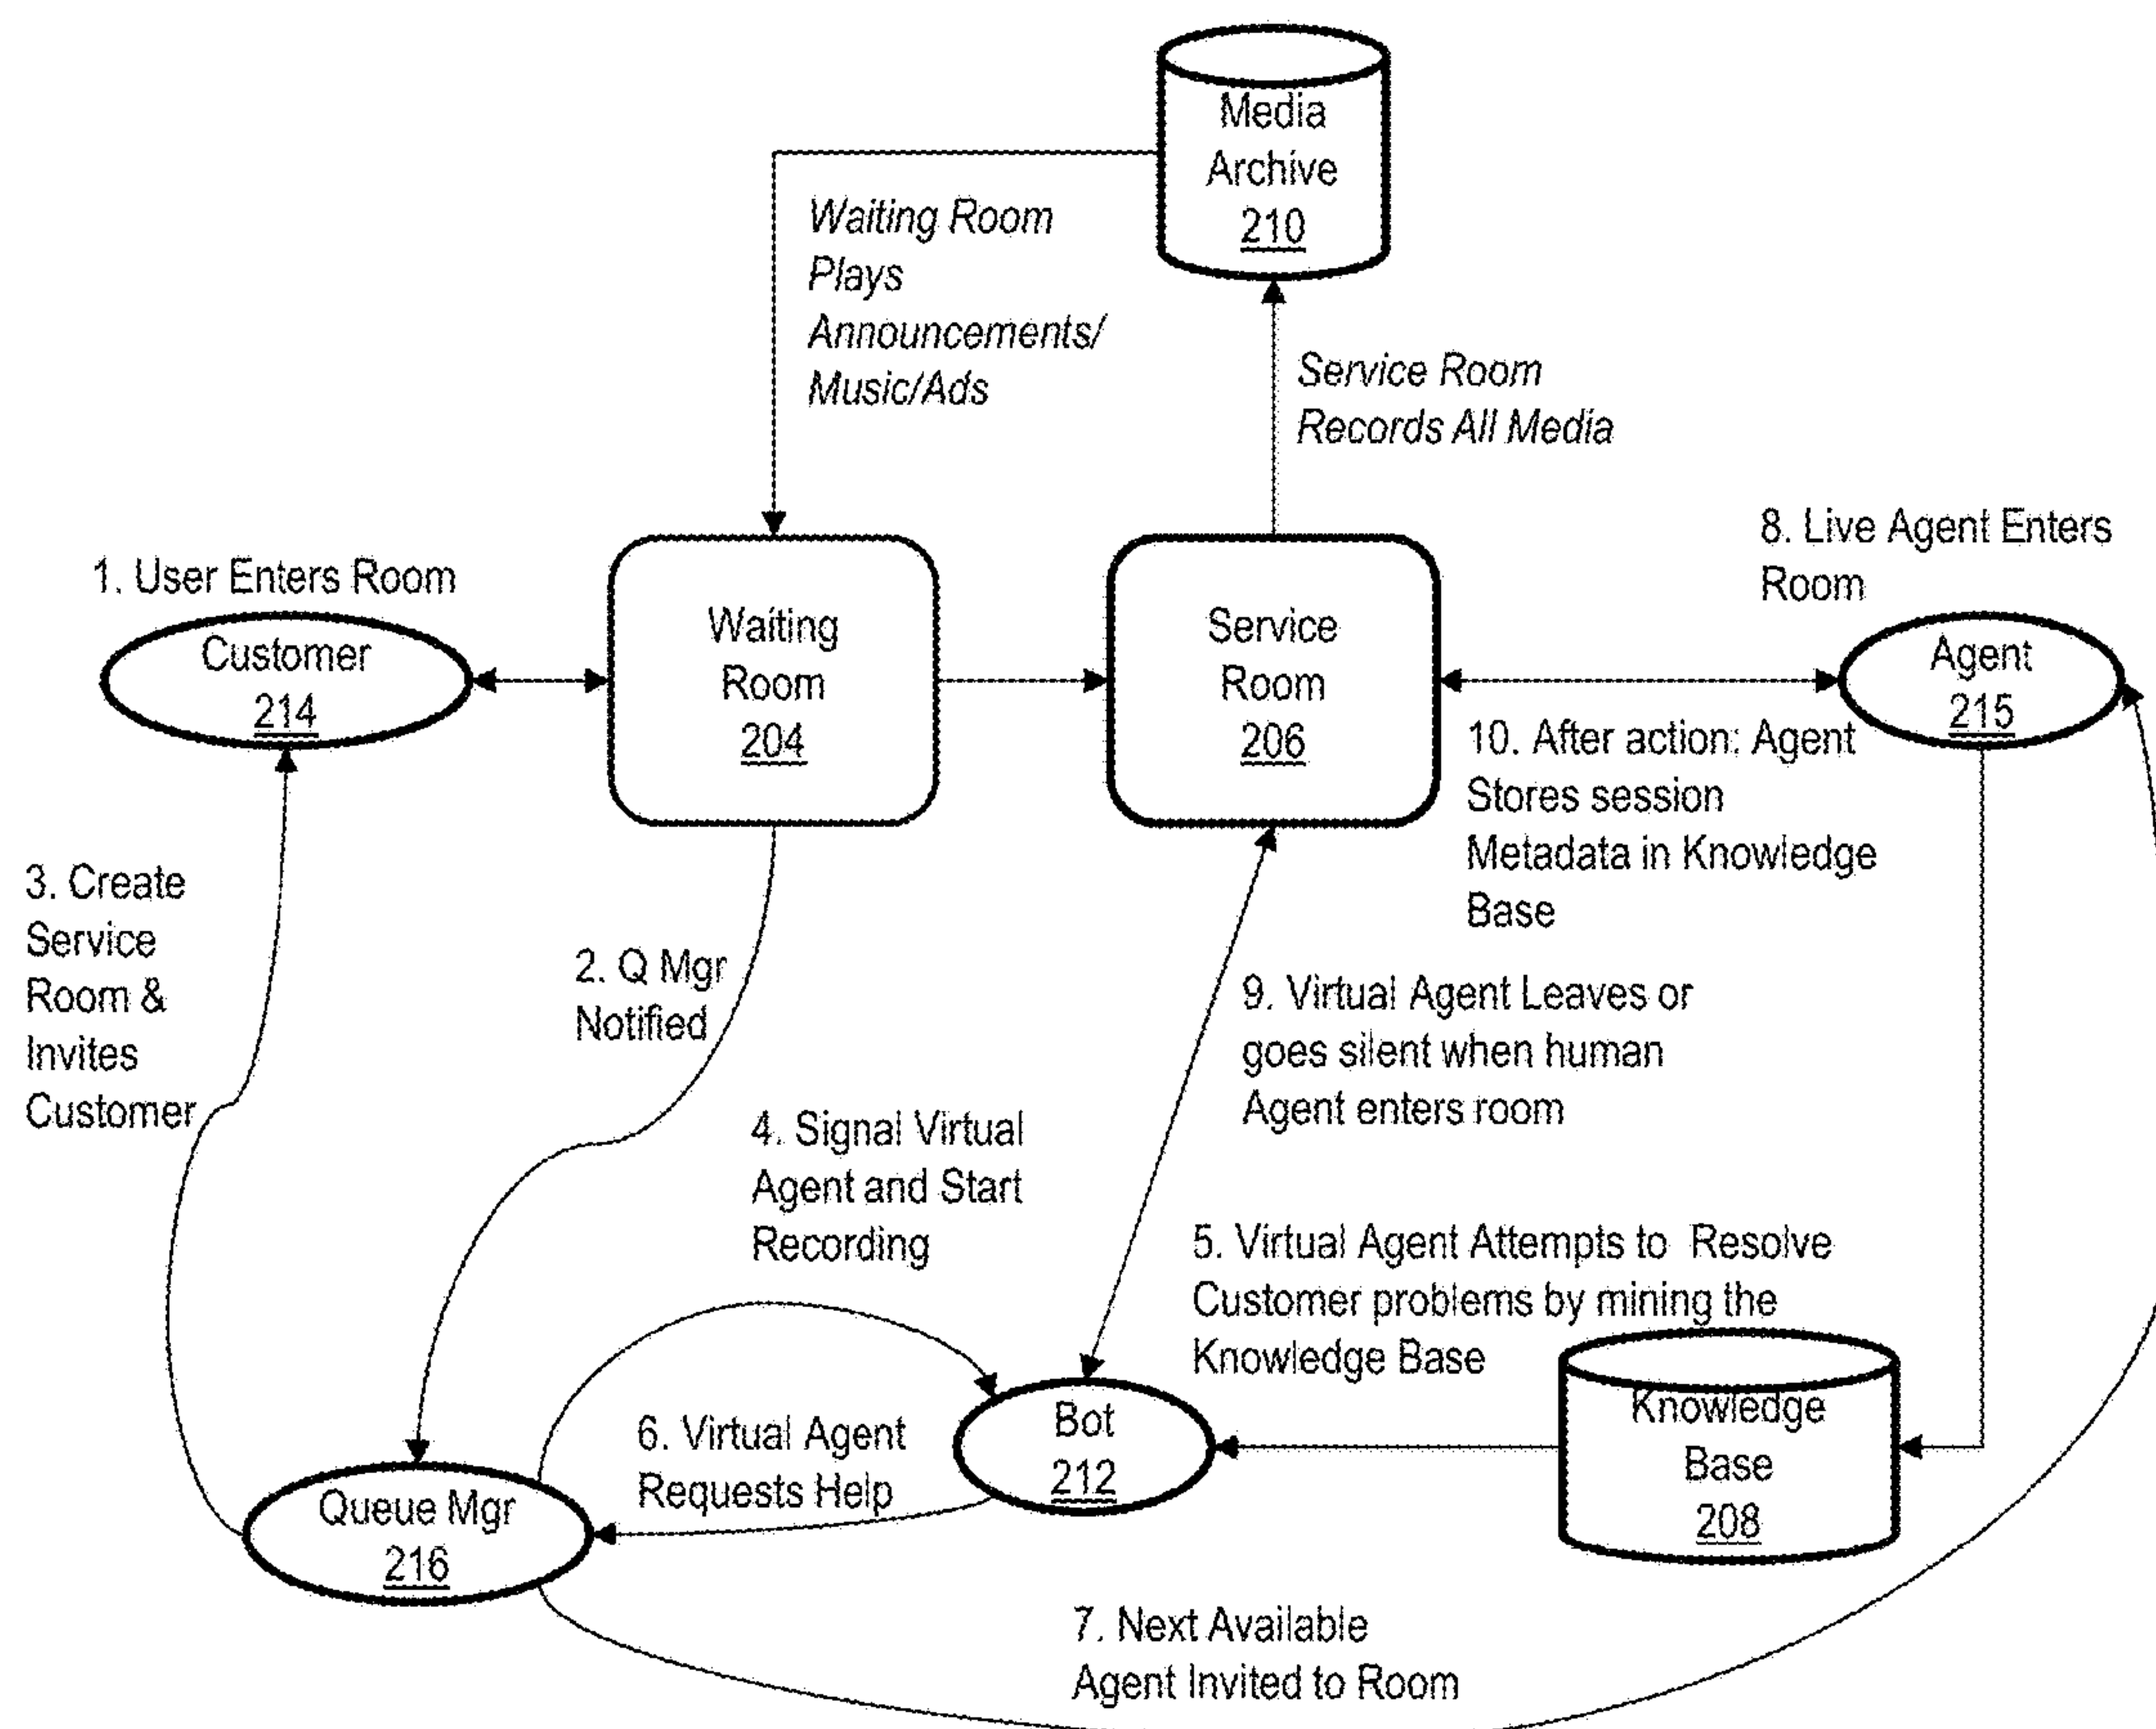 Media
Archive
210
Waiting Room
Plays
Announcements/
Music/Ads
Service Room
Records All Media
1. User Enters Room
Customer
214
Waiting
Room
204
Service
Room
206
8. Live Agent Enters
Room
Agent
215
10. After action: Agent
Stores session
Metadata in Knowledge
Base
3. Create
Service
Room &
Invites
Customer
2. Q Mgr
Notified
9. Virtual Agent Leaves or
goes silent when human
Agent enters room
4. Signal Virtual
Agent and Start
Recording
5. Virtual Agent Attempts to Resolve
Customer problems by mining the
Knowledge Base
6. Virtual Agent
Requests Help
Bot
212
Knowledge
Base
208
Queue Mgr
216
7. Next Available
Agent Invited to Room